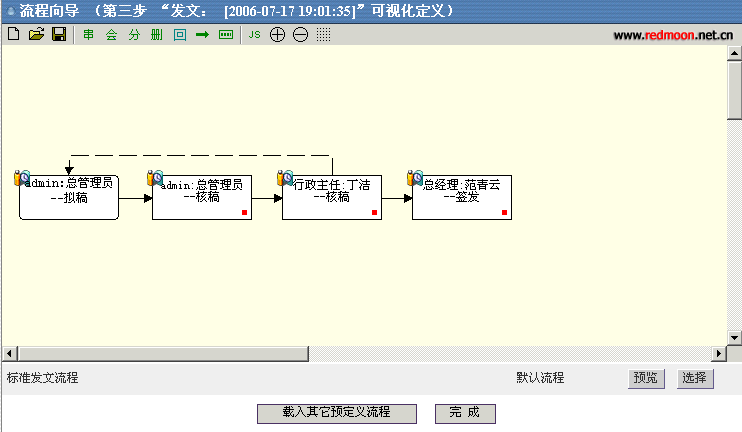 流程向导 （第三步 “发文： [2006-07-17 19:01:35]”可视化定义）
串 会 分 册 回 JS
www.redmoon.net.cn
admin:总管理员
--拟稿
admin:总管理员
--核稿
行政主任:丁洁
--核稿
总经理:范青云
--签发
标准发文流程 默认流程 预览 选择
载入其它预定义流程 完 成